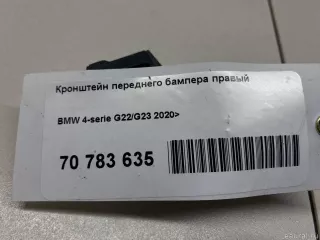 Кронштейн переднего бампера правый
BMW 4-serie G22/G23 2020>
70 783 635